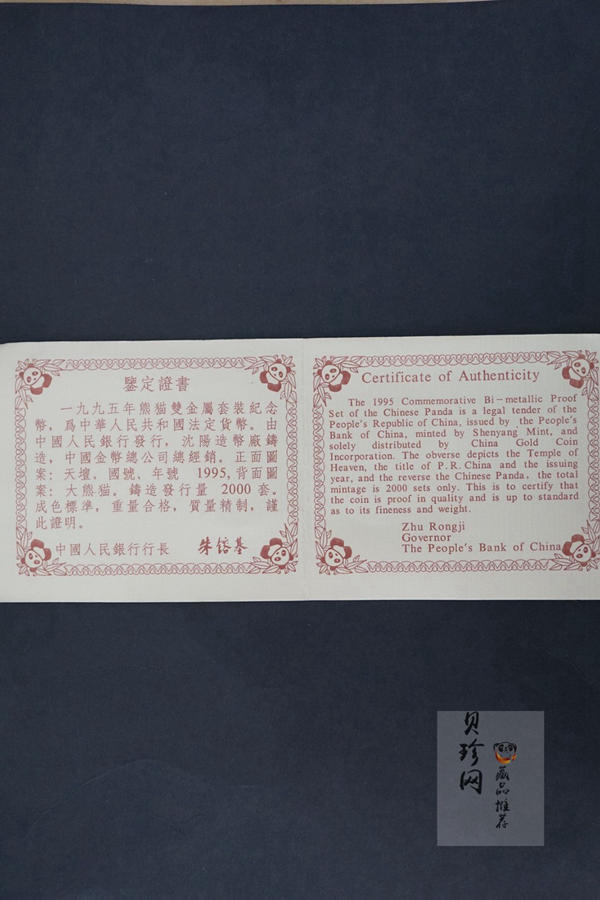 鑒定證書
一九九五年熊猫雙金属套裝紀念
幣，爲中華人民共和國法定貨幣。由
中國人民銀行發行，沈陽造幣廠鑄
造，中國金幣總公司總經銷。正面圖
案：天壇、國號、年號 1995，背面圖
案：大熊猫。鑄造發行量 2000 套。
成色標準，重量合格，質量精制，謹
此證明。
中國人民銀行行長 朱镕基
Certificate of Authenticity
The 1995 Commemorative Bi-metallic Proof
Set of the Chinese Panda is a legal tender of the
People's Republic of China, issued by the People's
Bank of China, minted by Shenyang Mint, and
solely distributed by China Gold Coin
Incorporation. The obverse depicts the Temple of
Heaven, the title of P.R. China and the issuing
year, and the reverse the Chinese Panda, the total
mintage is 2000 sets only. This is to certify that
the coin is proof in quality and is up to standard
as to its fineness and weight.
Zhu Rongji
Governor
The People's Bank of China
贝珍网
藏品推荐